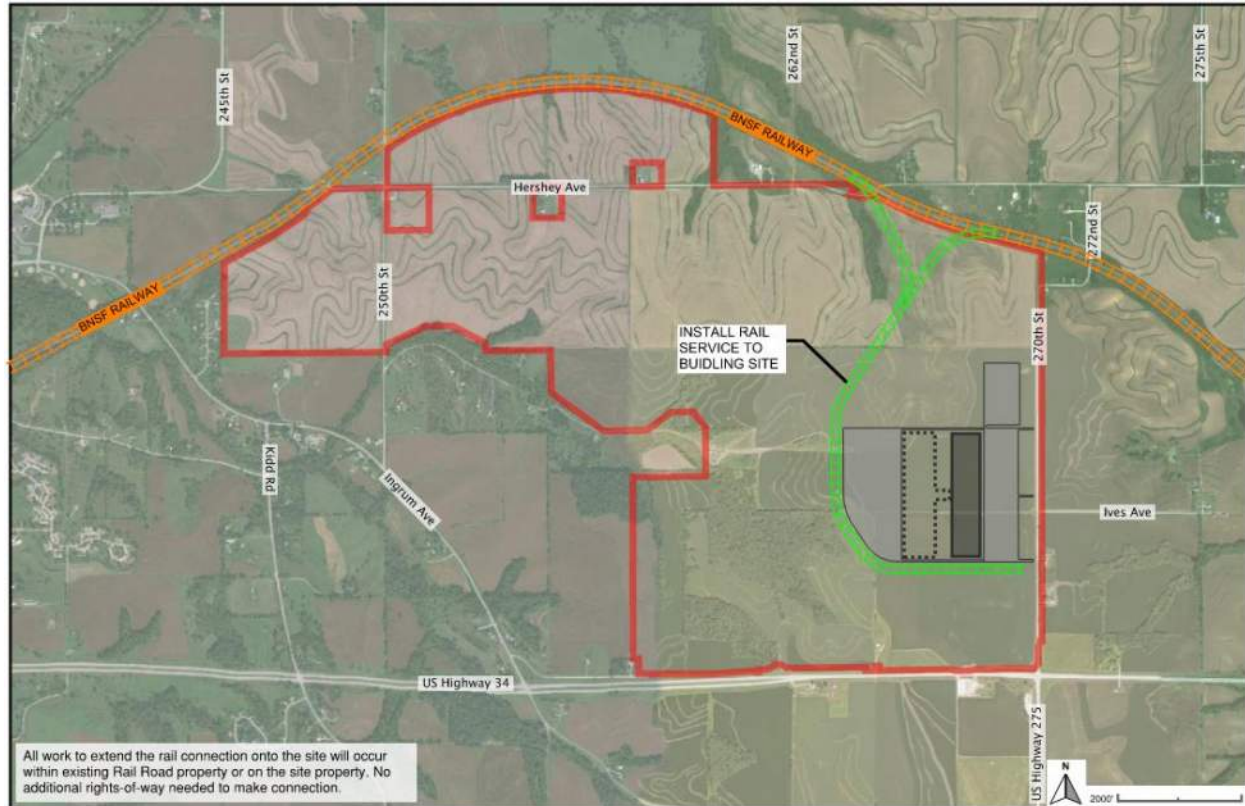 245th St
262nd St
275th St
BNSF RAILWAY
Hershey Ave
272nd St
250th St
BNSF RAILWAY
INSTALL RAIL
SERVICE TO
BUIDLING SITE
270th St
Kidd Rd
Ingrum Ave
Ives Ave
US Highway 34
US Highway 275
All work to extend the rail connection onto the site will occur
within existing Rail Road property or on the site property. No
additional rights-of-way needed to make connection.
N
2000'